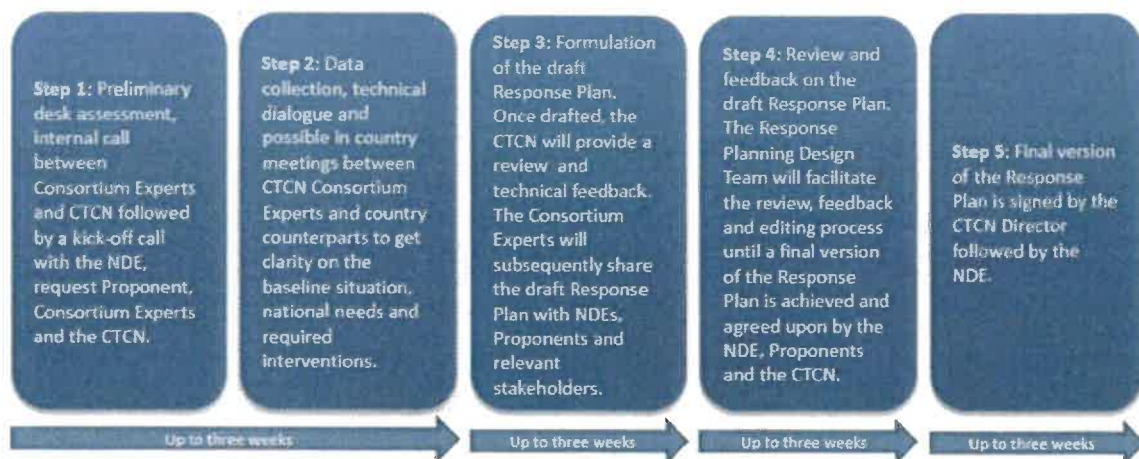 Step 1: Preliminary
desk assessment,
internal call
between
Consortium Experts
and CTCN followed
by a kick-off call
with the NDE,
request Proponent,
Consortium Experts
and the CTCN.
Step 2: Data
collection, technical
dialogue and
possible in country
meetings between
CTCN Consortium
Experts and country
counterparts to get
clarity on the
baseline situation,
national needs and
required
interventions.
Step 3: Formulation
of the draft
Response Plan.
Once drafted, the
CTCN will provide a
review and
technical feedback.
The Consortium
Experts will
subsequently share
the draft Response
Plan with NDEs,
Proponents and
relevant
stakeholders.
Step 4: Review and
feedback on the
draft Response Plan.
The Response
Planning Design
Team will facilitate
the review, feedback
and editing process
until a final version
of the Response
Plan is achieved and
agreed upon by the
NDE, Proponents
and the CTCN.
Step 5: Final version
of the Response
Plan is signed by the
CTCN Director
followed by the
NDE.
Up to three weeks
Up to three weeks
Up to three weeks
Up to three weeks